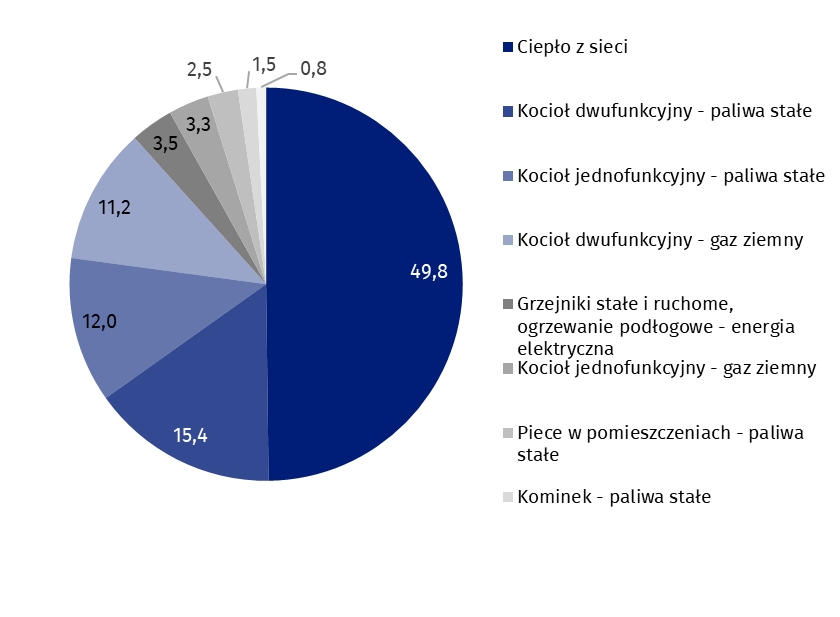 2,5
1,5
0,8
3,3
3,5
11,2
12,0
15,4
49,8
Ciepło z sieci
Kocioł dwufunkcyjny - paliwa stałe
Kocioł jednofunkcyjny - paliwa stałe
Kocioł dwufunkcyjny - gaz ziemny
Grzejniki stałe i ruchome,
ogrzewanie podłogowe - energia
elektryczna
Kocioł jednofunkcyjny - gaz ziemny
Piece w pomieszczeniach - paliwa
stałe
Kominek - paliwa stałe